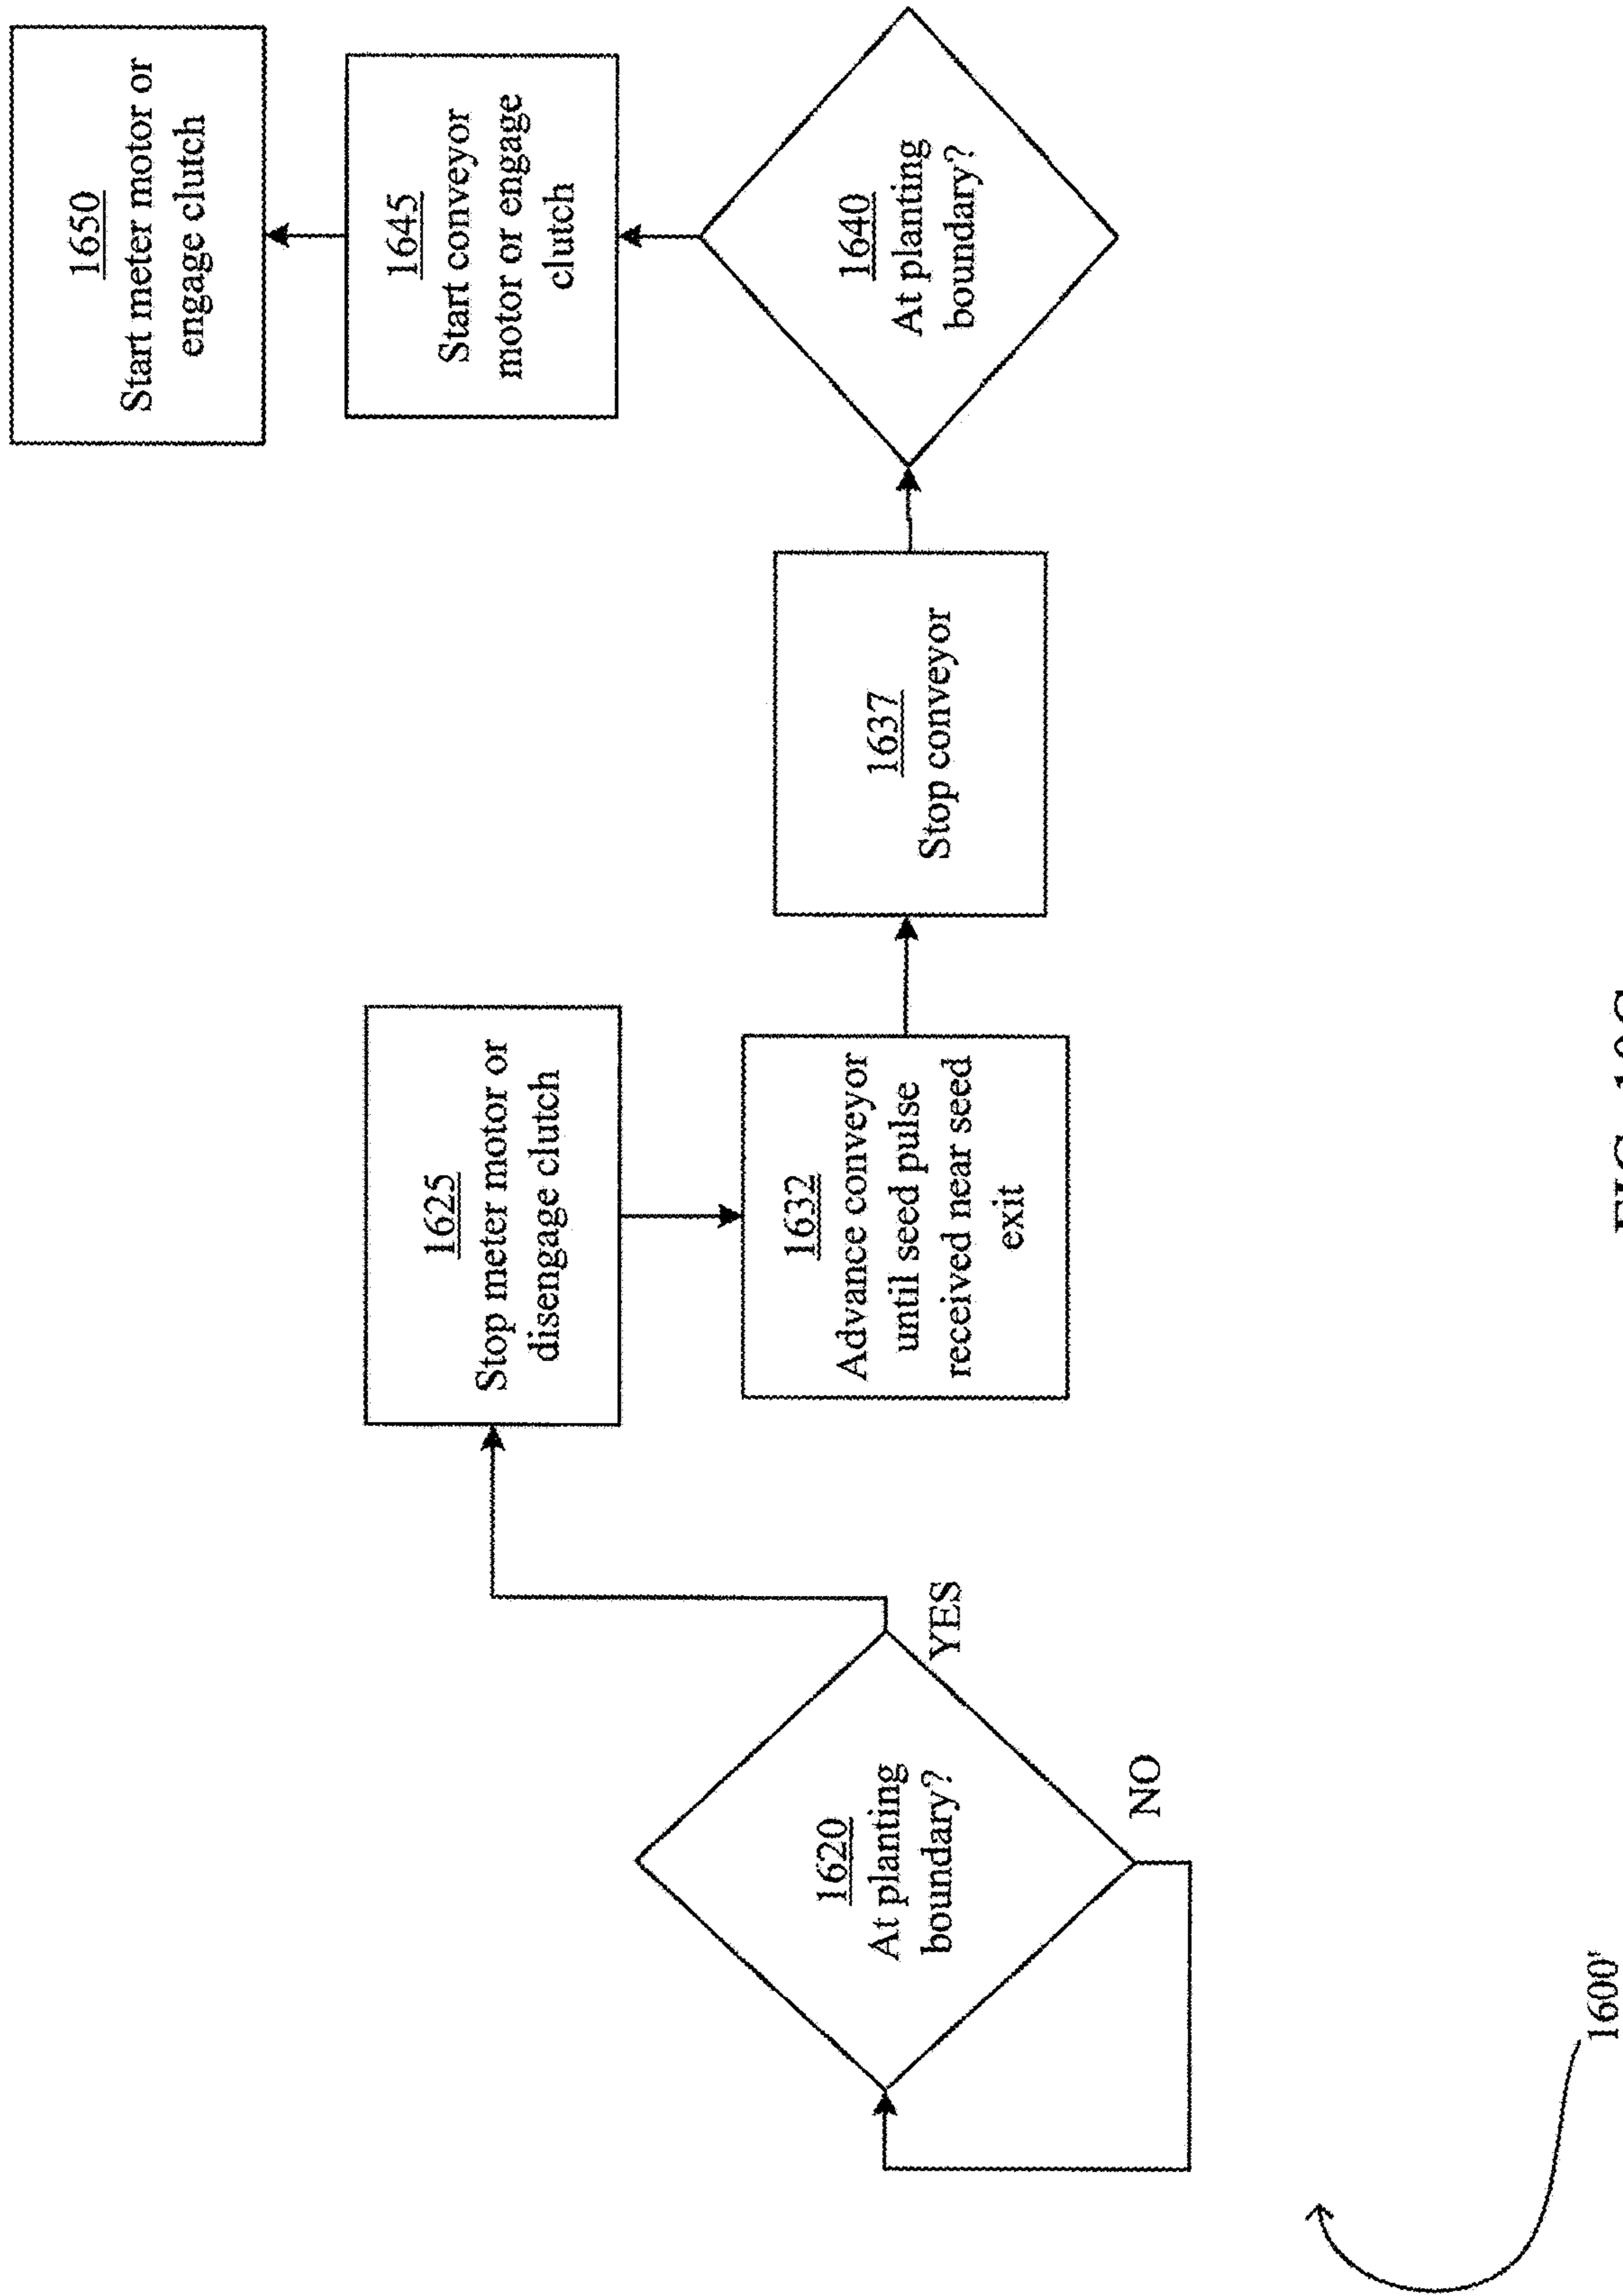 1620
At planting
boundary?
YES
NO
1625
Stop meter motor or
disengage clutch
1632
Advance conveyor
until seed pulse
received near seed
exit
1637
Stop conveyor
1640
At planting
boundary?
1645
Start conveyor
motor or engage
clutch
1650
Start meter motor or
engage clutch
1600'